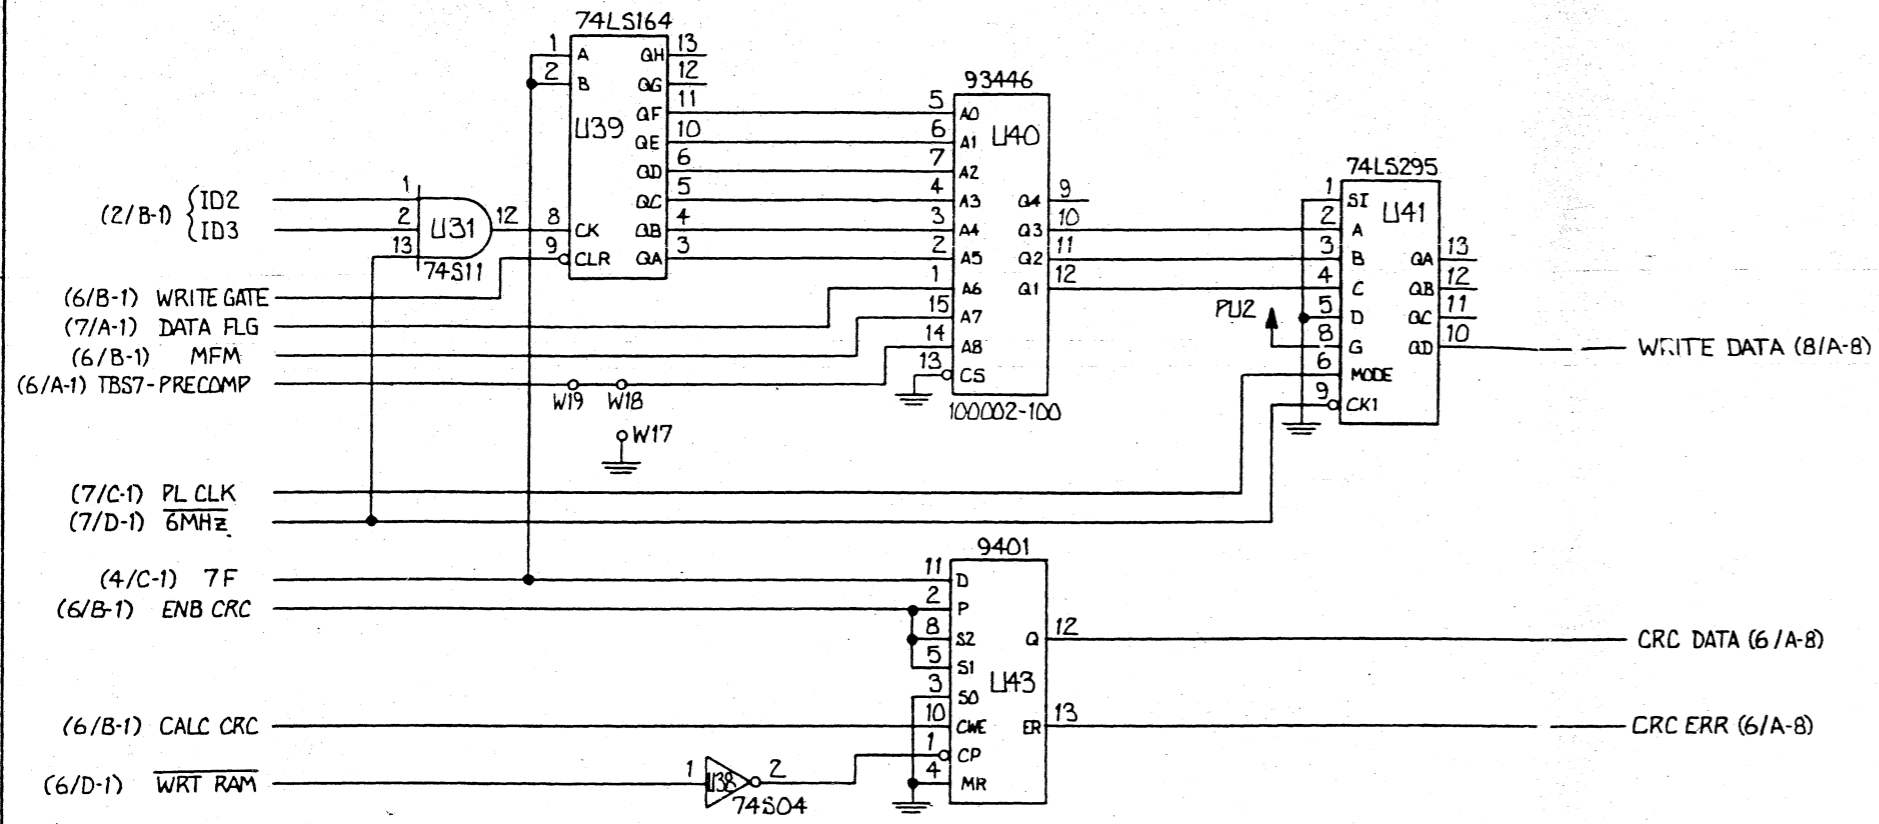 74LS164
1 A QH 13
2 B QG 12
QF 11
U39 QE 10
QD 6
QC 5
8 CK QB 4
9 CLR QA 3
93446
5 A0
6 A1 U40
7 A2
4 A3 Q4 9
3 A4 Q3 10
2 A5 Q2 11
1 A6 Q1 12
15 A7
14 A8
13 CS
100002-100
74LS295
1 SI U41
2 A
3 B QA 13
4 C QB 12
5 D QC 11
PU2 8 G QD 10
6 MODE
9 CK1
WRITE DATA (8/A-8)
(2/B-1) ID2 1
ID3 2 U31 12
13
74S11
(6/B-1) WRITE GATE
(7/A-1) DATA FLG
(6/B-1) MFM
(6/A-1) TBS7-PRECOMP
W19 W18
W17
(7/C-1) PL CLK
(7/D-1) 6MHz
(4/C-1) 7F
(6/B-1) ENB CRC
9401
11 D
2 P
8 S2 Q 12
5 S1
3 S0 U43
10 CWE ER 13
1 CP
4 MR
CRC DATA (6/A-8)
CRC ERR (6/A-8)
(6/B-1) CALC CRC
(6/D-1) WRT RAM
1 U38 2
74S04